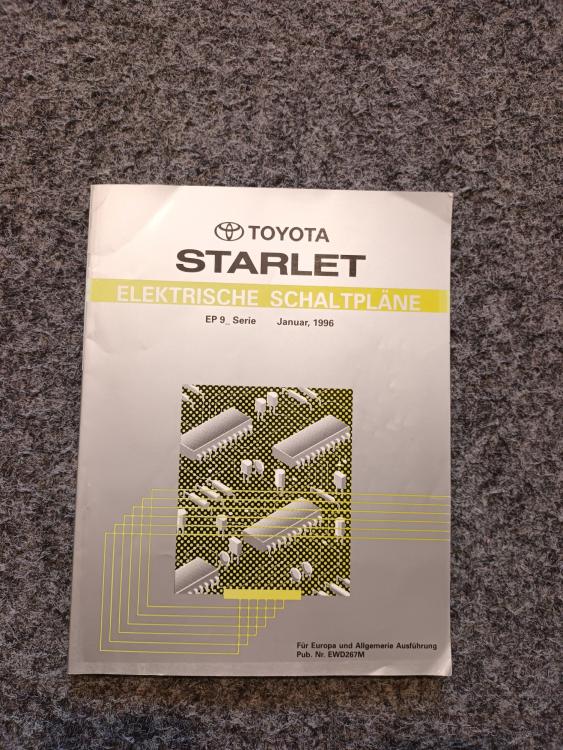 TOYOTA
STARLET
ELEKTRISCHE SCHALTPLÄNE
EP 9_ Serie Januar, 1996
Für Europa und Allgemerie Ausführung
Pub. Nr. EWD267M